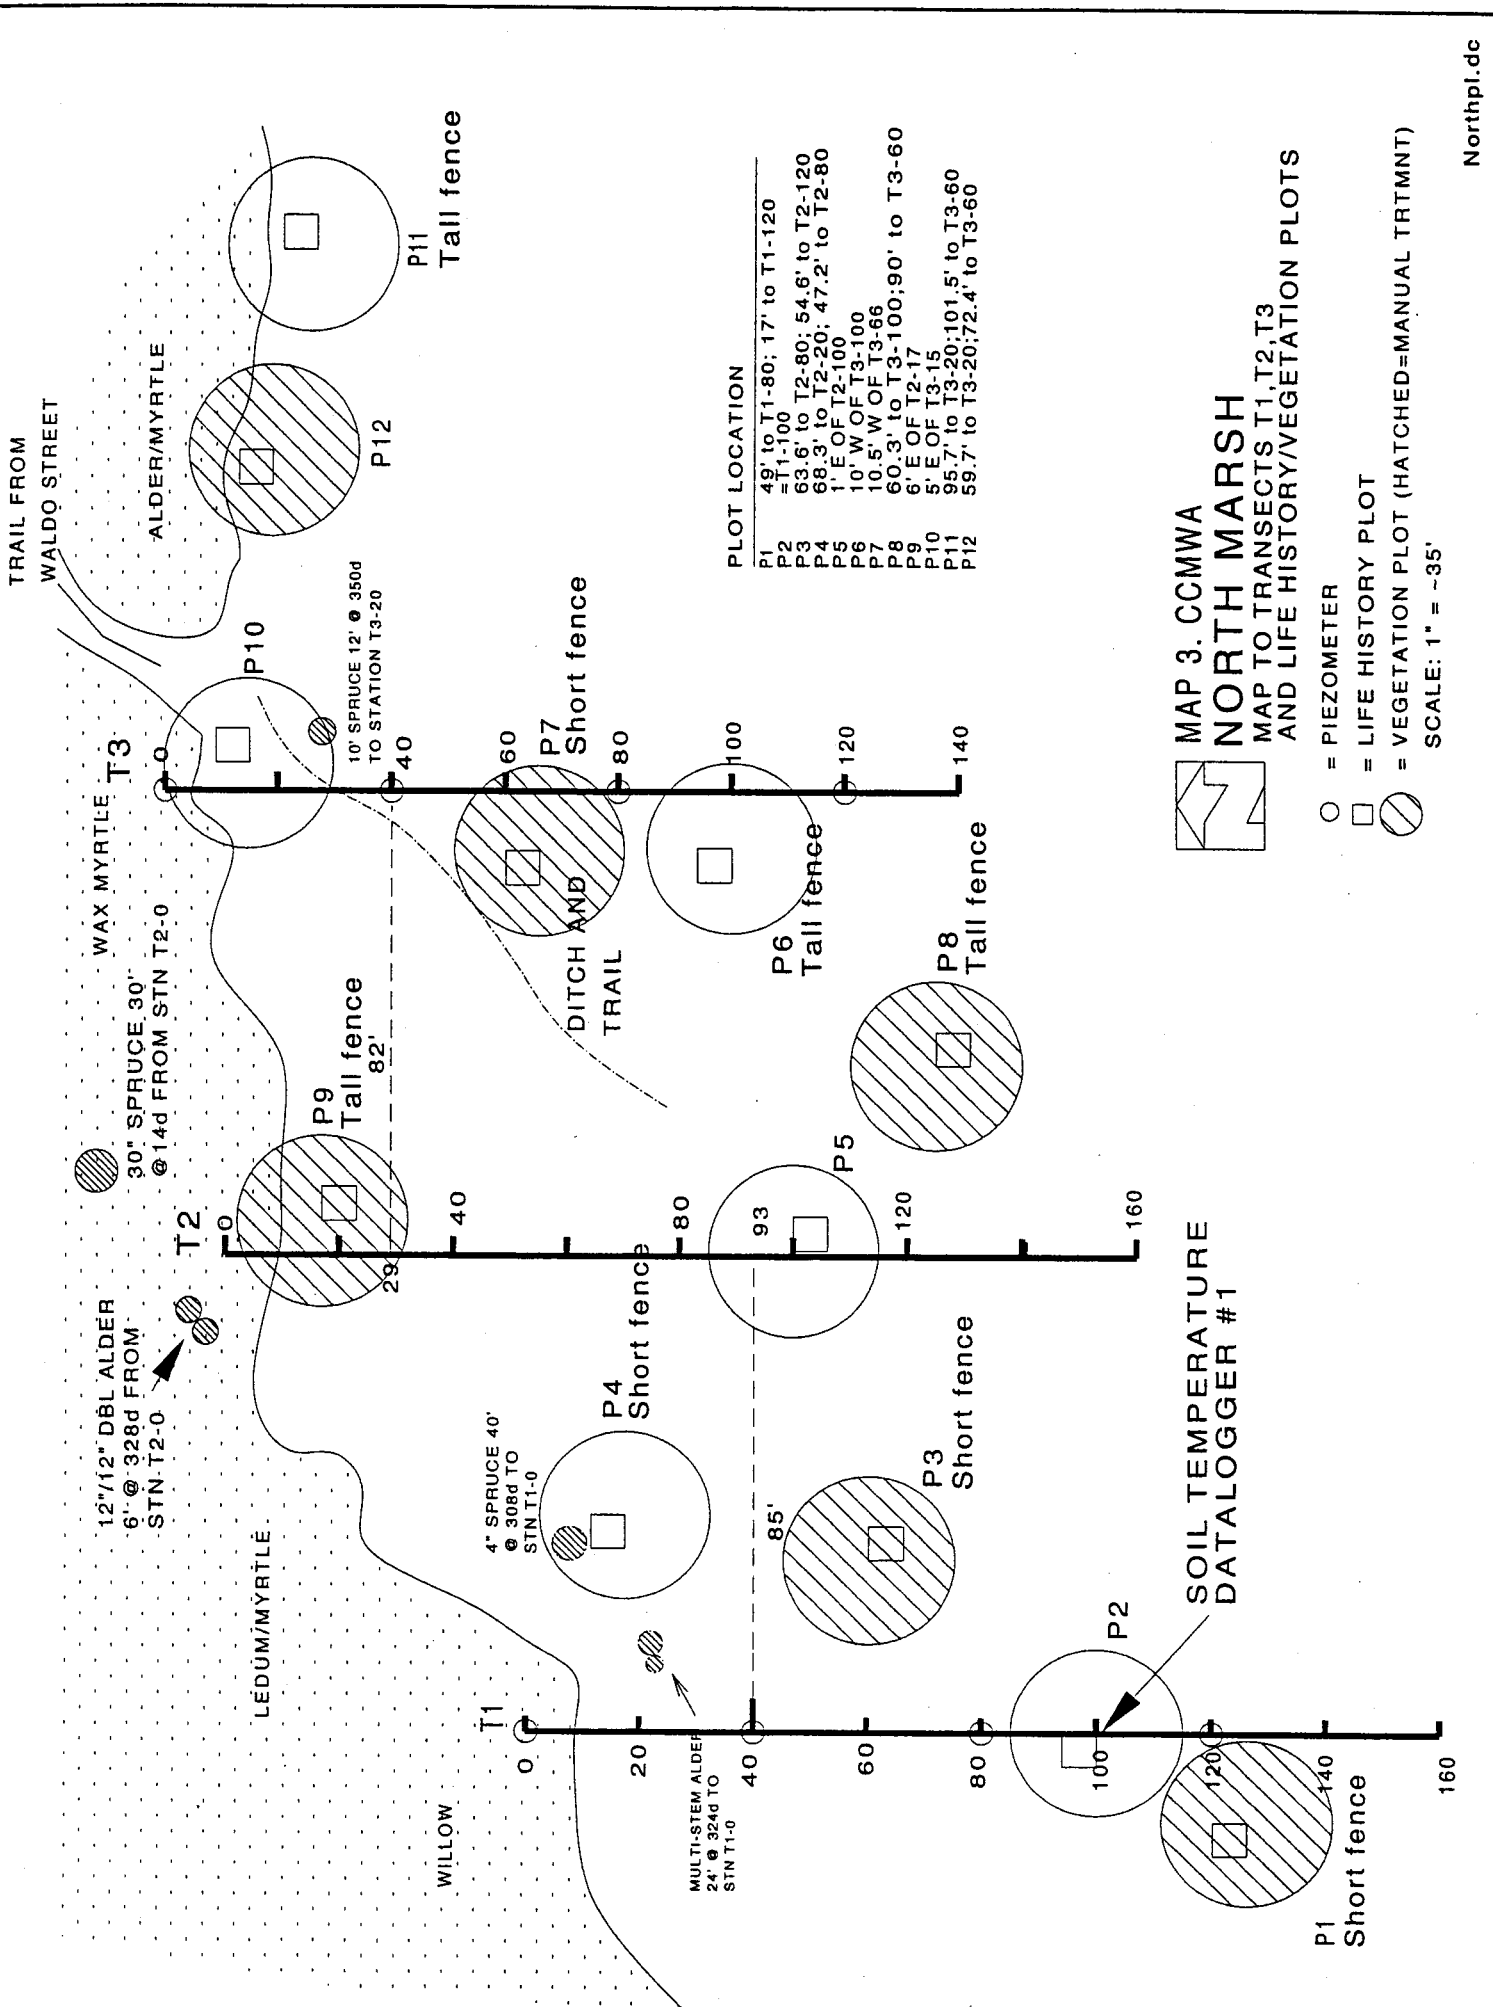 TRAIL FROM
WALDO STREET
ALDER/MYRTLE
P11
Tall fence
P12
P10
10' SPRUCE 12' @ 350d
TO STATION T3-20
WAX MYRTLE
T3
0
40
60
80
100
120
140
P7
Short fence
P6
Tall fence
DITCH AND
TRAIL
P8
Tall fence
30" SPRUCE 30'
@14d FROM STN T2-0
P9
Tall fence
82'
T2
0
29
40
80
93
120
160
P5
12"/12" DBL ALDER
6' @ 328d FROM
STN T2-0
P4
Short fence
4" SPRUCE 40'
@ 308d TO
STN T1-0
85'
P3
Short fence
LEDUM/MYRTLE
WILLOW
MULTI-STEM ALDER
24' @ 324d TO
STN T1-0
T1
0
20
40
60
80
100
120
140
160
P2
SOIL TEMPERATURE
DATALOGGER #1
P1
Short fence
PLOT LOCATION
P1 49' to T1-80; 17' to T1-120
P2 =T1-100
P3 63.6' to T2-80; 54.6' to T2-120
P4 68.3' to T2-20; 47.2' to T2-80
P5 1' E OF T2-100
P6 10' W OF T3-100
P7 10.5' W OF T3-66
P8 60.3' to T3-100;90' to T3-60
P9 6' E OF T2-17
P10 5' E OF T3-15
P11 95.7' to T3-20;101.5' to T3-60
P12 59.7' to T3-20;72.4' to T3-60
MAP 3. CCMWA
NORTH MARSH
MAP TO TRANSECTS T1,T2,T3
AND LIFE HISTORY/VEGETATION PLOTS
= PIEZOMETER
= LIFE HISTORY PLOT
= VEGETATION PLOT (HATCHED=MANUAL TRTMNT)
SCALE: 1" = ~35'
Northpl.dc